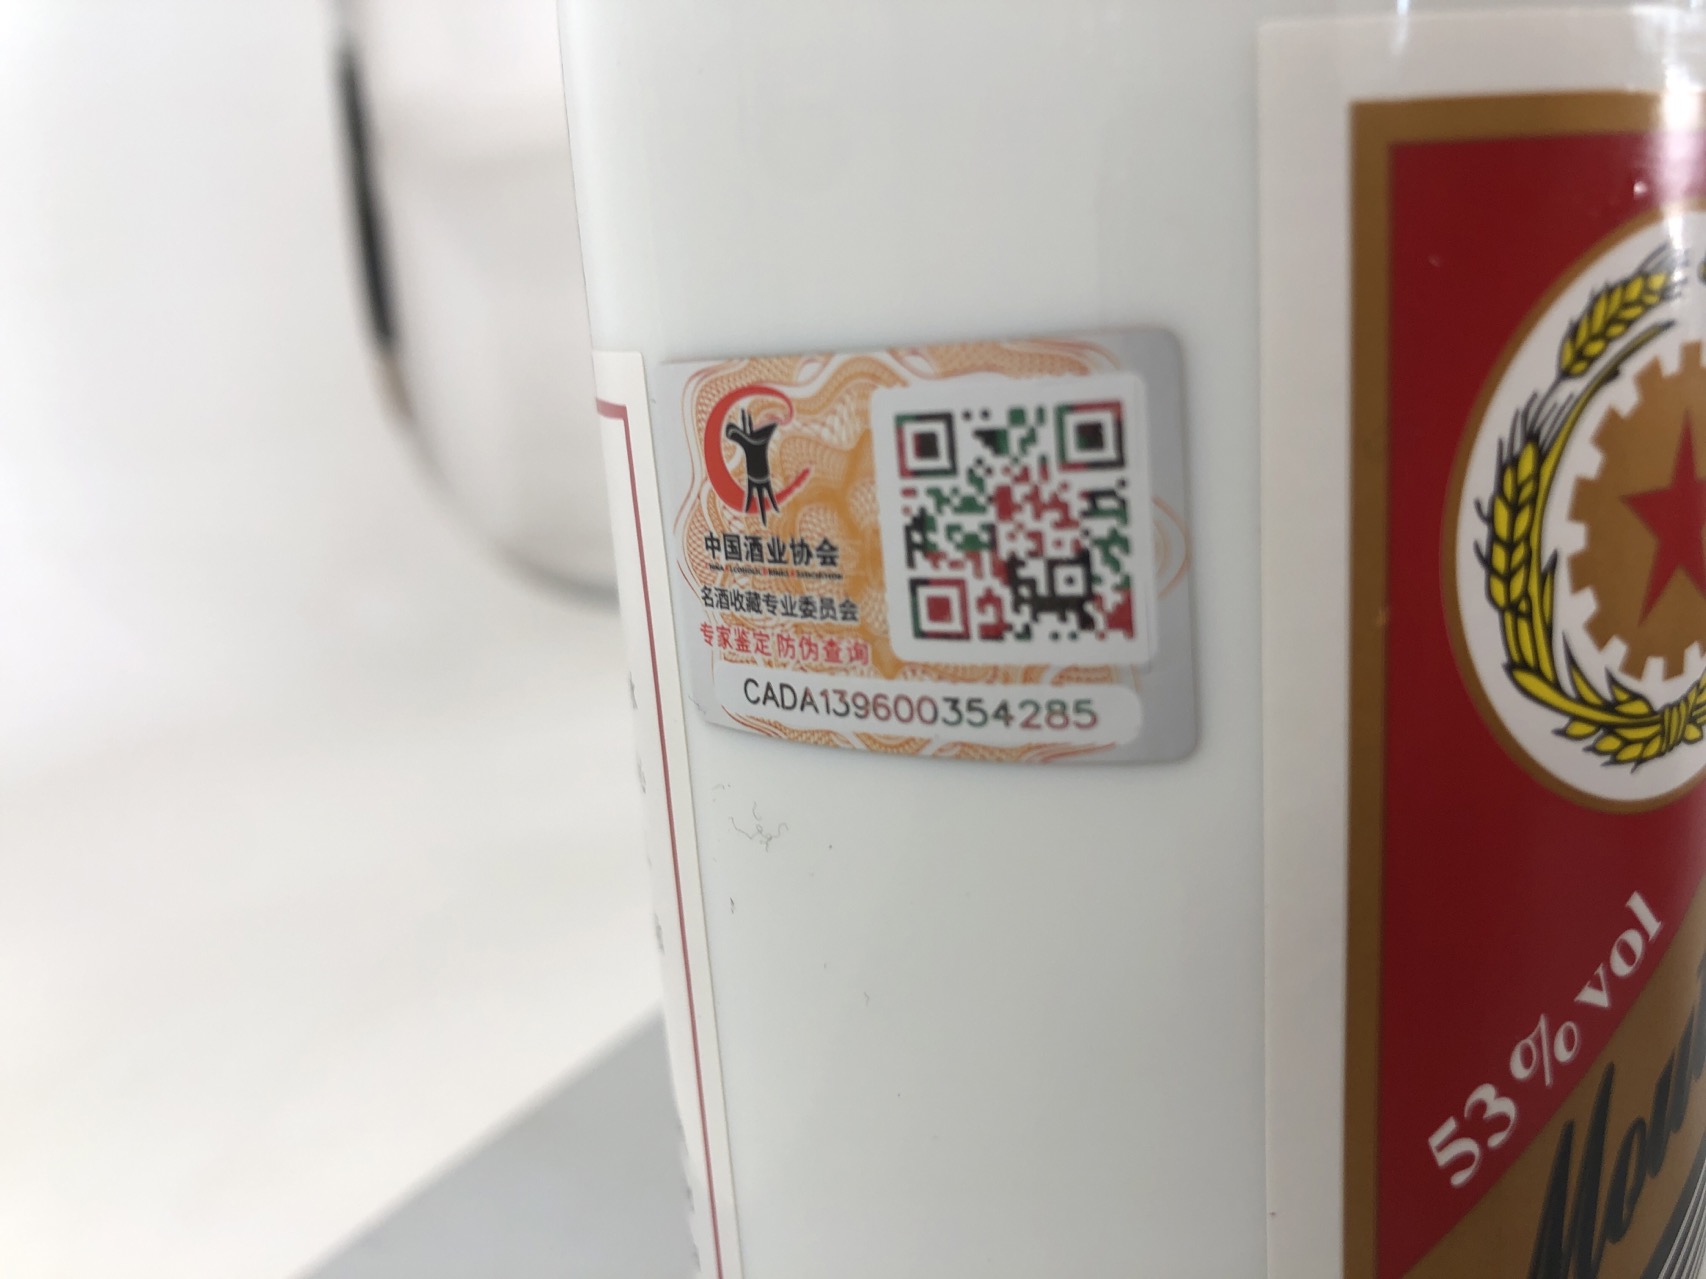 中国酒业协会
名酒收藏专业委员会
专家鉴定 防伪查询
CADA139600354285
53% vol